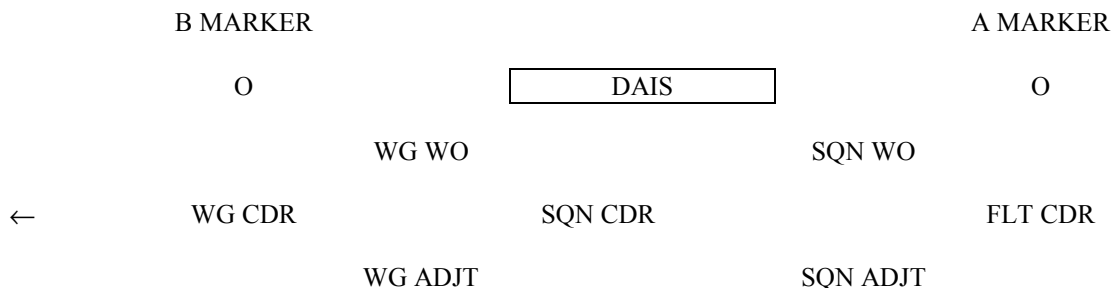 B MARKER A MARKER
O DAIS O
WG WO SQN WO
← WG CDR SQN CDR FLT CDR
WG ADJT SQN ADJT